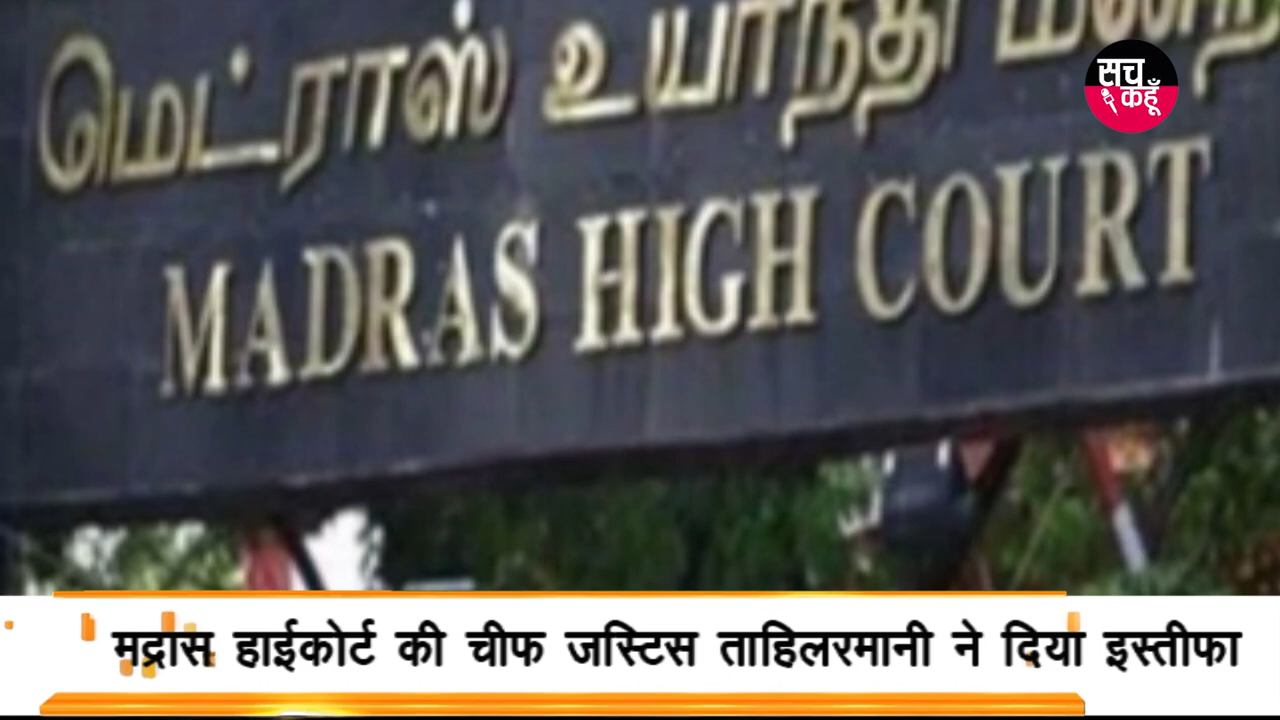 மெட்ராஸ் உயர்நீதி மன்ற
MADRAS HIGH COURT
सच
कहूँ
मद्रास हाईकोर्ट की चीफ जस्टिस ताहिलरमानी ने दिया इस्तीफा